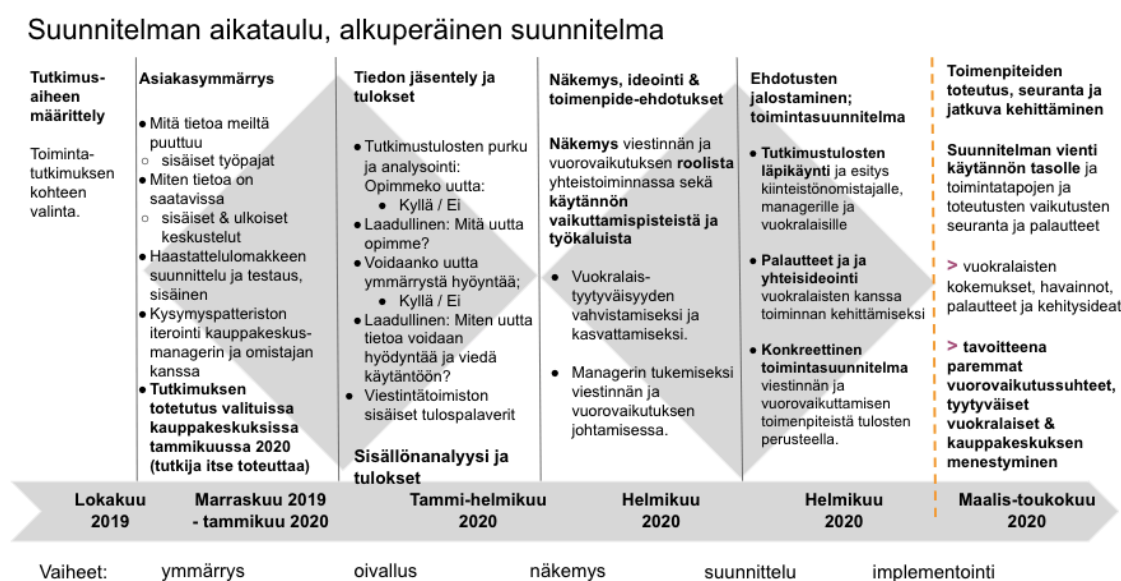 Suunnitelman aikataulu, alkuperäinen suunnitelma
Tutkimus-
aiheen
määrittely
Toiminta-
tutkimuksen
kohteen
valinta.
Asiakasymmärrys
● Mitä tietoa meiltä
puuttuu
○ sisäiset työpajat
● Miten tietoa on
saatavissa
○ sisäiset & ulkoiset
keskustelut
● Haastattelulomakkeen
suunnittelu ja testaus,
sisäinen
● Kysymyspatteriston
iterointi kauppakeskus-
managerin ja omistajan
kanssa
● Tutkimuksen
totetutus valituissa
kauppakeskuksissa
tammikuussa 2020
(tutkija itse toteuttaa)
Tiedon jäsentely ja
tulokset
● Tutkimustulosten purku
ja analysointi:
Opimmeko uutta:
● Kyllä / Ei
● Laadullinen: Mitä uutta
opimme?
● Voidaanko uutta
ymmärrystä hyöyntää;
● Kyllä / Ei
● Laadullinen: Miten uutta
tietoa voidaan
hyödyntää ja viedä
käytäntöön?
● Viestintätoimiston
sisäiset tulospalaverit
Sisällönanalyysi ja
tulokset
Näkemys, ideointi &
toimenpide-ehdotukset
Näkemys viestinnän ja
vuorovaikutuksen roolista
yhteistoiminnassa sekä
käytännön
vaikuttamispisteistä ja
työkaluista
● Vuokralais-
tyytyväisyyden
vahvistamiseksi ja
kasvattamiseksi.
● Managerin tukemiseksi
viestinnän ja
vuorovaikutuksen
johtamisessa.
Ehdotusten
jalostaminen;
toimintasuunnitelma
● Tutkimustulosten
läpikäynti ja esitys
kiinteistönomistajalle,
managerille ja
vuokralaisille
● Palautteet ja ja
yhteisideointi
vuokralaisten kanssa
toiminnan kehittämiseksi
● Konkreettinen
toimintasuunnitelma
viestinnän ja
vuorovaikuttamisen
toimenpiteistä tulosten
perusteella.
Toimenpiteiden
toteutus, seuranta ja
jatkuva kehittäminen
Suunnitelman vienti
käytännön tasolle ja
toimintatapojen ja
toteutusten vaikutusten
seuranta ja palautteet
> vuokralaisten
kokemukset, havainnot,
palautteet ja kehitysideat
> tavoitteena
paremmat
vuorovaikutussuhteet,
tyytyväiset
vuokralaiset &
kauppakeskuksen
menestyminen
Lokakuu
2019
Marraskuu 2019
- tammikuu 2020
Tammi-helmikuu
2020
Helmikuu
2020
Helmikuu
2020
Maalis-toukokuu
2020
Vaiheet: ymmärrys oivallus näkemys suunnittelu implementointi